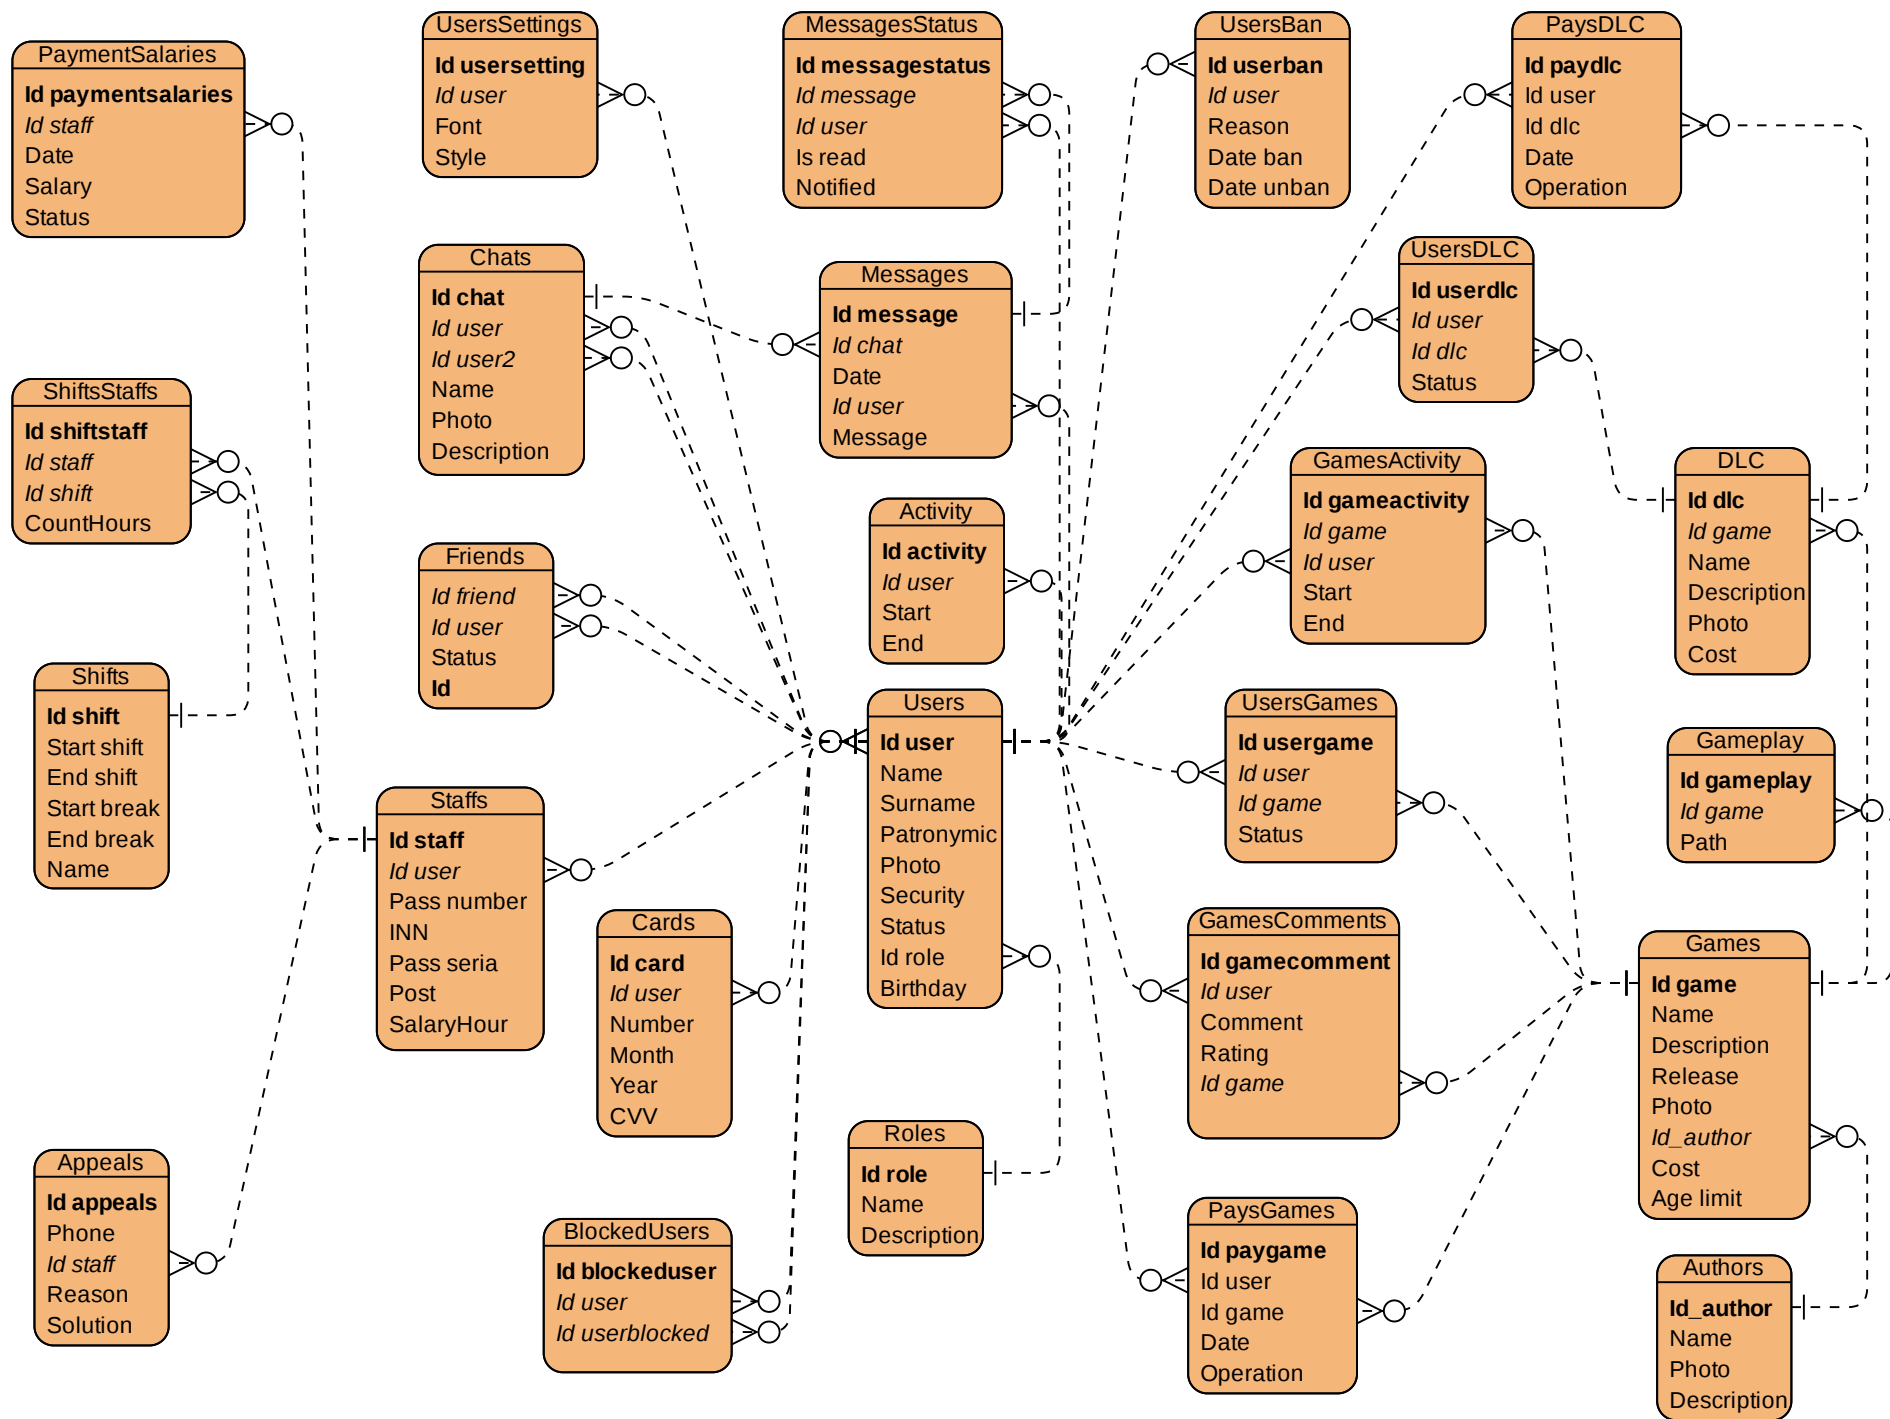 PaymentSalaries
Id paymentsalaries
Id staff
Date
Salary
Status
UsersSettings
Id usersetting
Id user
Font
Style
MessagesStatus
Id messagestatus
Id message
Id user
Is read
Notified
UsersBan
Id userban
Id user
Reason
Date ban
Date unban
PaysDLC
Id paydlc
Id user
Id dlc
Date
Operation
Chats
Id chat
Id user
Id user2
Name
Photo
Description
Messages
Id message
Id chat
Date
Id user
Message
UsersDLC
Id userdlc
Id user
Id dlc
Status
ShiftsStaffs
Id shiftstaff
Id staff
Id shift
CountHours
Friends
Id friend
Id user
Status
Id
Activity
Id activity
Id user
Start
End
GamesActivity
Id gameactivity
Id game
Id user
Start
End
DLC
Id dlc
Id game
Name
Description
Photo
Cost
Shifts
Id shift
Start shift
End shift
Start break
End break
Name
Staffs
Id staff
Id user
Pass number
INN
Pass seria
Post
SalaryHour
Users
Id user
Name
Surname
Patronymic
Photo
Security
Status
Id role
Birthday
UsersGames
Id usergame
Id user
Id game
Status
Gameplay
Id gameplay
Id game
Path
Cards
Id card
Id user
Number
Month
Year
CVV
GamesComments
Id gamecomment
Id user
Comment
Rating
Id game
Games
Id game
Name
Description
Release
Photo
Id_author
Cost
Age limit
Appeals
Id appeals
Phone
Id staff
Reason
Solution
BlockedUsers
Id blockeduser
Id user
Id userblocked
Roles
Id role
Name
Description
PaysGames
Id paygame
Id user
Id game
Date
Operation
Authors
Id_author
Name
Photo
Description